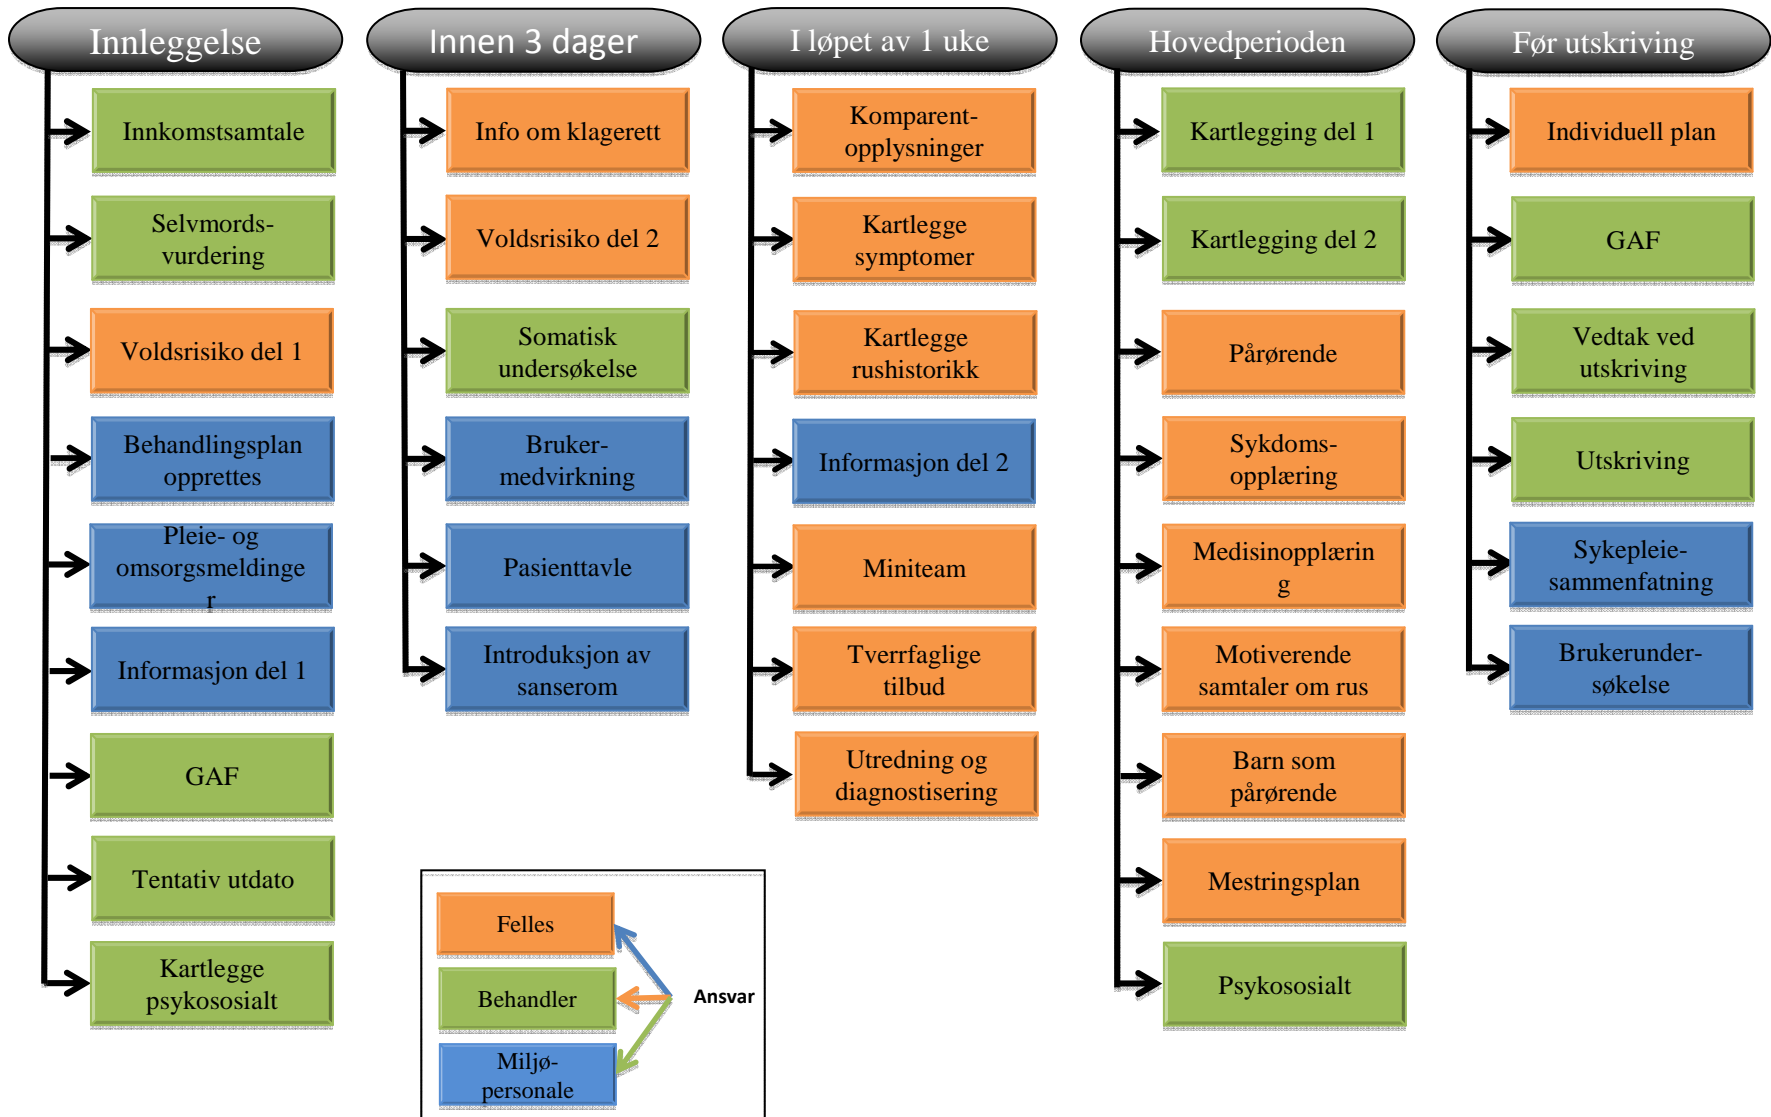 Innleggelse
Innkomstsamtale
Selvmords-
vurdering
Voldsrisiko del 1
Behandlingsplan
opprettes
Pleie- og
omsorgsmeldinge
r
Informasjon del 1
GAF
Tentativ utdato
Kartlegge
psykososialt
Innen 3 dager
Info om klagerett
Voldsrisiko del 2
Somatisk
undersøkelse
Bruker-
medvirkning
Pasienttavle
Introduksjon av
sanserom
I løpet av 1 uke
Komparent-
opplysninger
Kartlegge
symptomer
Kartlegge
rushistorikk
Informasjon del 2
Miniteam
Tverrfaglige
tilbud
Utredning og
diagnostisering
Hovedperioden
Kartlegging del 1
Kartlegging del 2
Pårørende
Sykdoms-
opplæring
Medisinopplærin
g
Motiverende
samtaler om rus
Barn som
pårørende
Mestringsplan
Psykososialt
Før utskriving
Individuell plan
GAF
Vedtak ved
utskriving
Utskriving
Sykepleie-
sammenfatning
Brukerunder-
søkelse
Felles
Behandler
Miljø-
personale
Ansvar